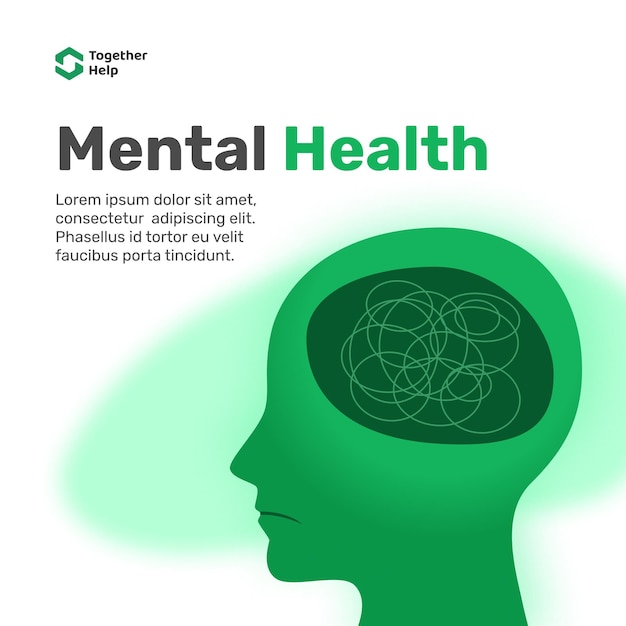 Together
Help
Mental Health
Lorem ipsum dolor sit amet,
consectetur  adipiscing elit.
Phasellus id tortor eu velit
faucibus porta tincidunt.